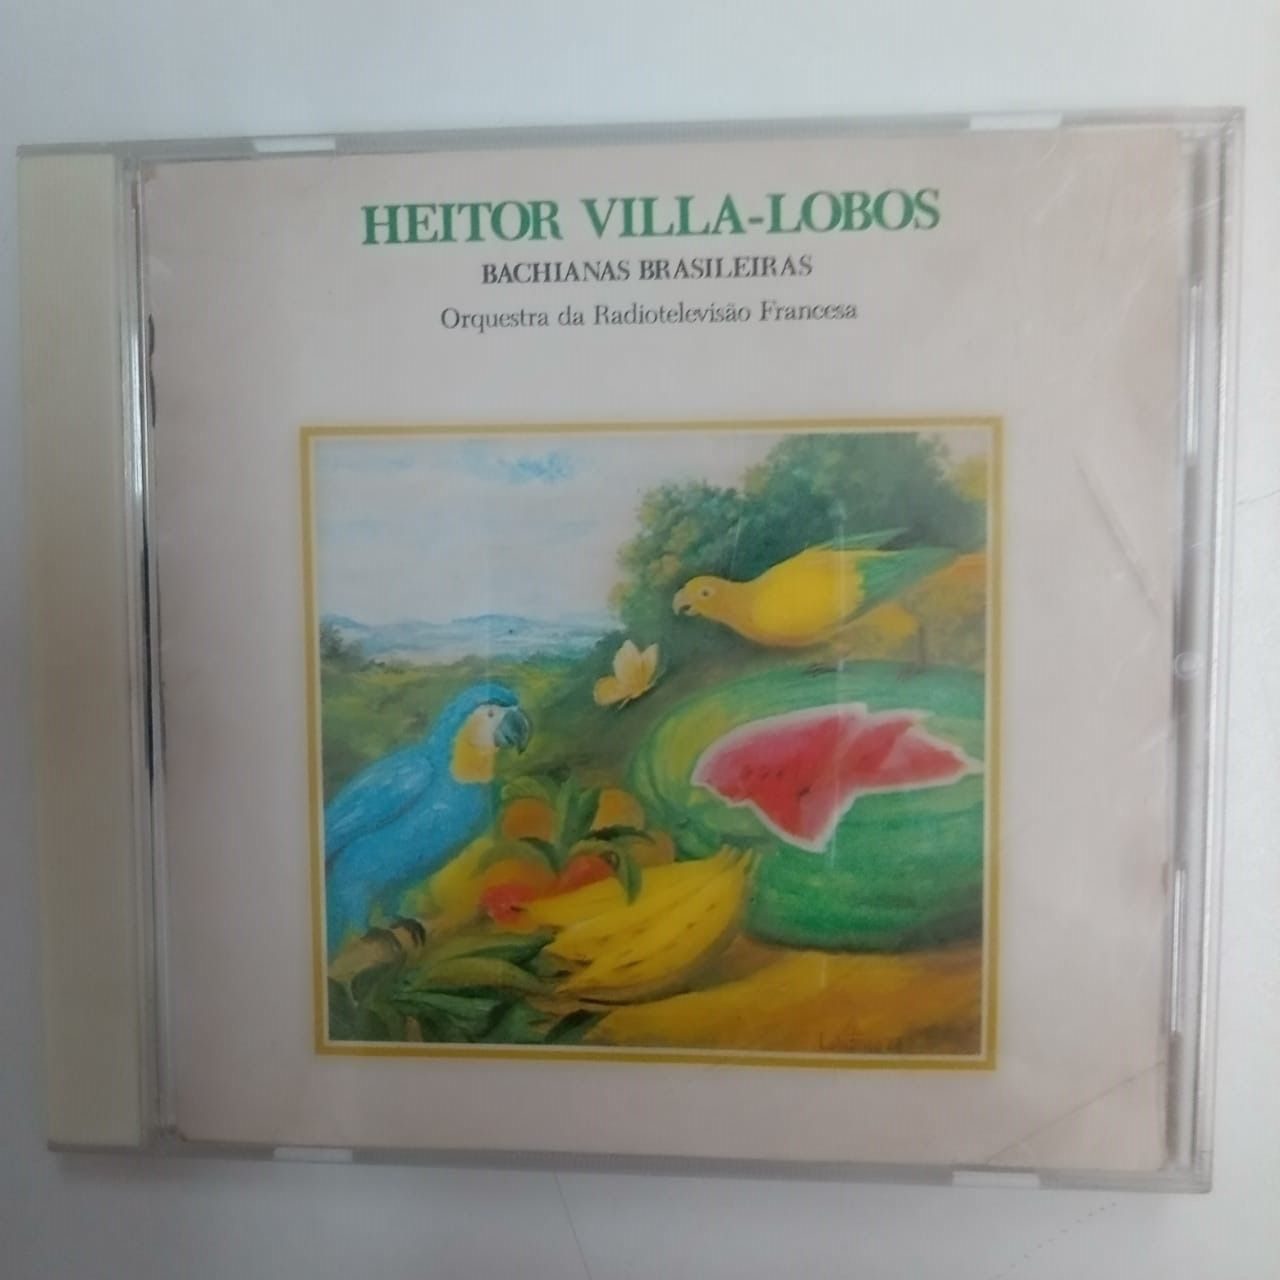 HEITOR VILLA-LOBOS
BACHIANAS BRASILEIRAS
Orquestra da Radiotelevisão Francesa